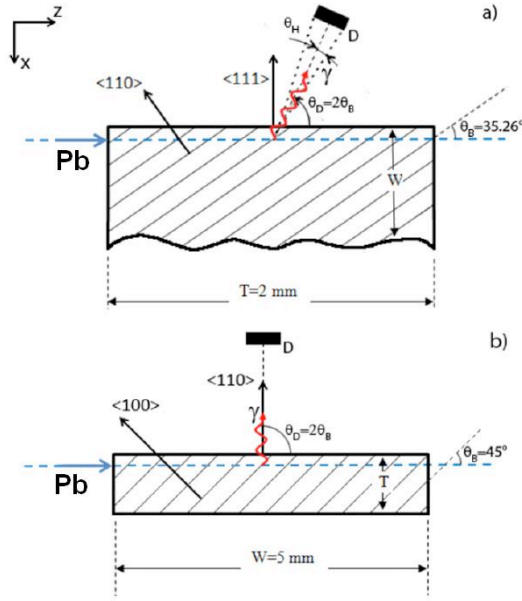 a)
z
x
θH
D
γ
<110>
<111>
θD=2θB
θB=35.26°
Pb
W
T=2 mm
b)
D
<110>
<100>
γ
θD=2θB
θB=45°
Pb
T
W=5 mm